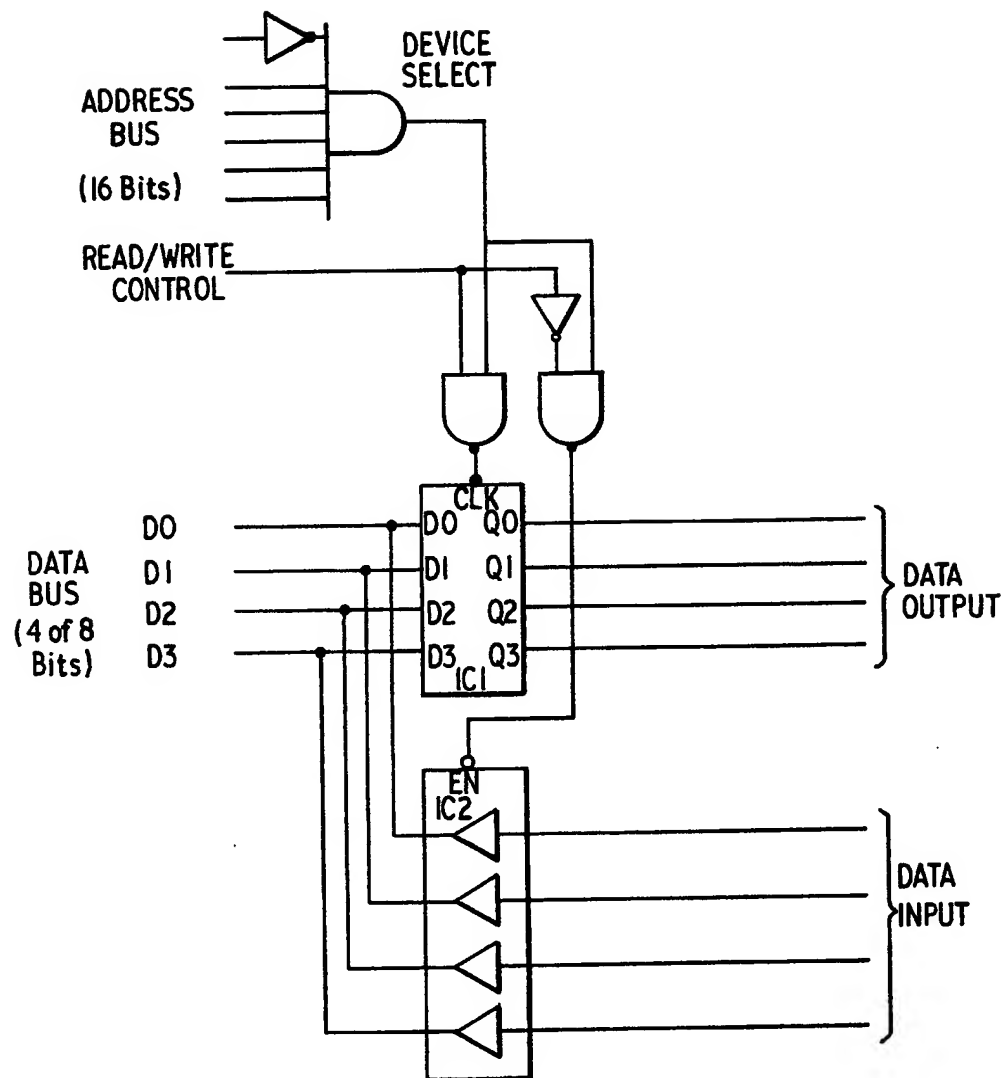 DEVICE
SELECT
ADDRESS
BUS
(16 Bits)
READ/WRITE
CONTROL
CLK
D0 Q0
D1 Q1
D2 Q2
D3 Q3
IC1
D0
D1
D2
D3
DATA
BUS
(4 of 8
Bits)
DATA
OUTPUT
EN
IC2
DATA
INPUT